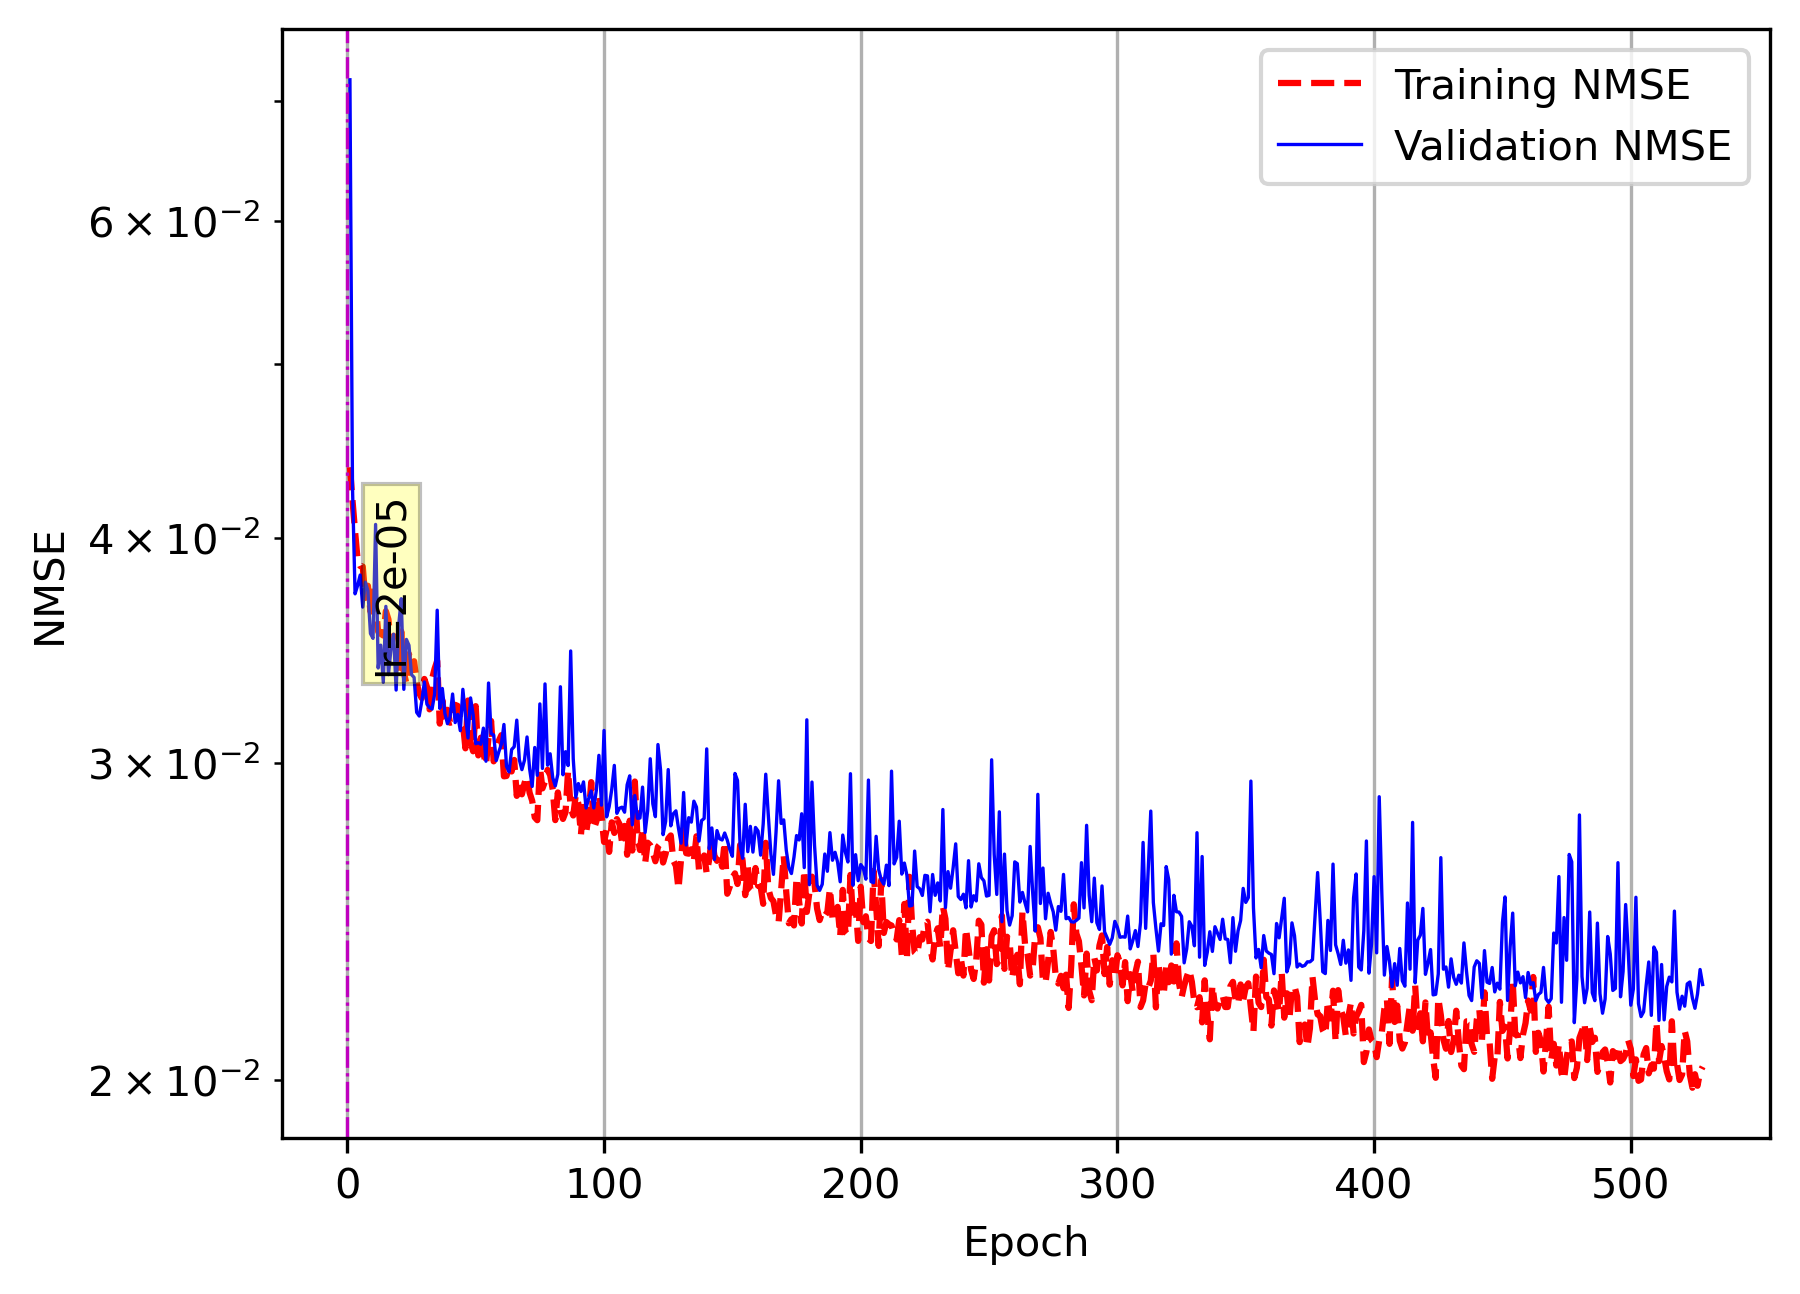 Training NMSE
Validation NMSE
6 × 10⁻²
4 × 10⁻²
3 × 10⁻²
2 × 10⁻²
NMSE
lr=2e-05
0 100 200 300 400 500
Epoch